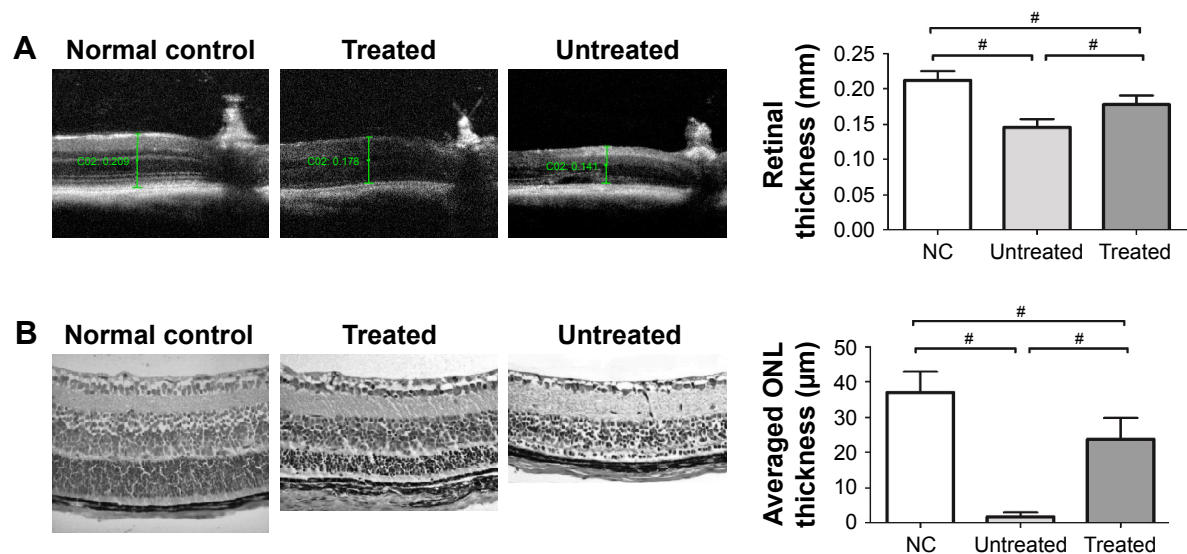 A
Normal control
Treated
Untreated
C02: 0.209
C02: 0.178
C02: 0.141
Retinal
thickness (mm)
0.25
0.20
0.15
0.10
0.05
0.00
#
#
#
NC
Untreated
Treated
B
Normal control
Treated
Untreated
Averaged ONL
thickness (µm)
50
40
30
20
10
0
#
#
#
NC
Untreated
Treated